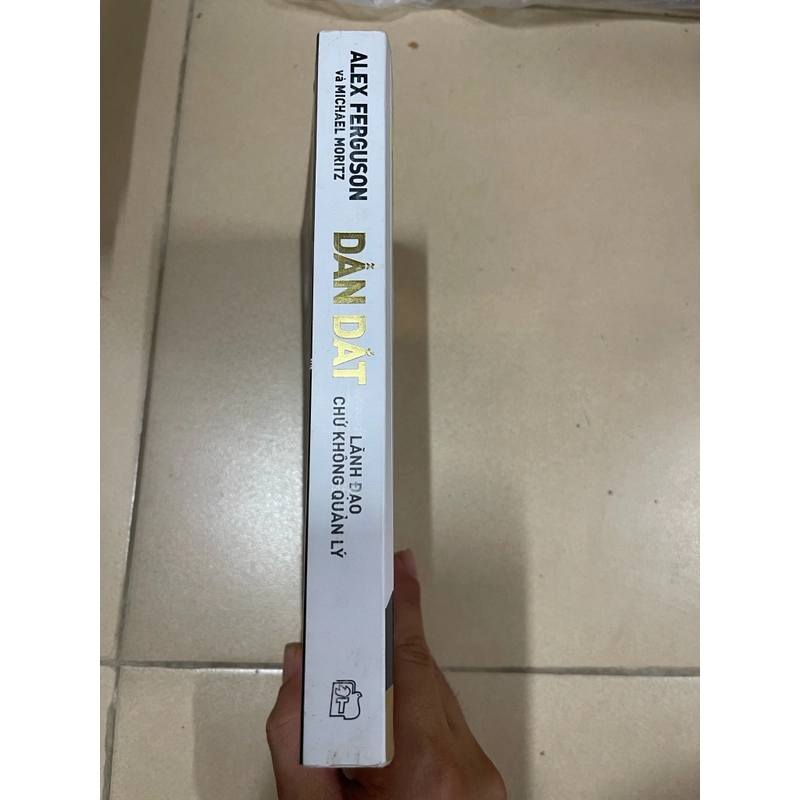 ALEX FERGUSON
và MICHAEL MORITZ
DẪN DẮT
LÃNH ĐẠO
CHỨ KHÔNG QUẢN LÝ